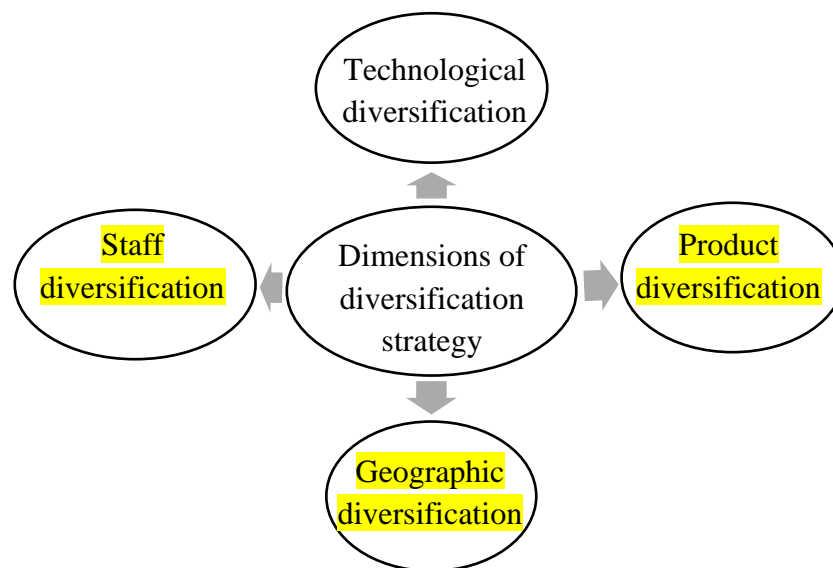 Technological
diversification
Staff
diversification
Dimensions of
diversification
strategy
Product
diversification
Geographic
diversification